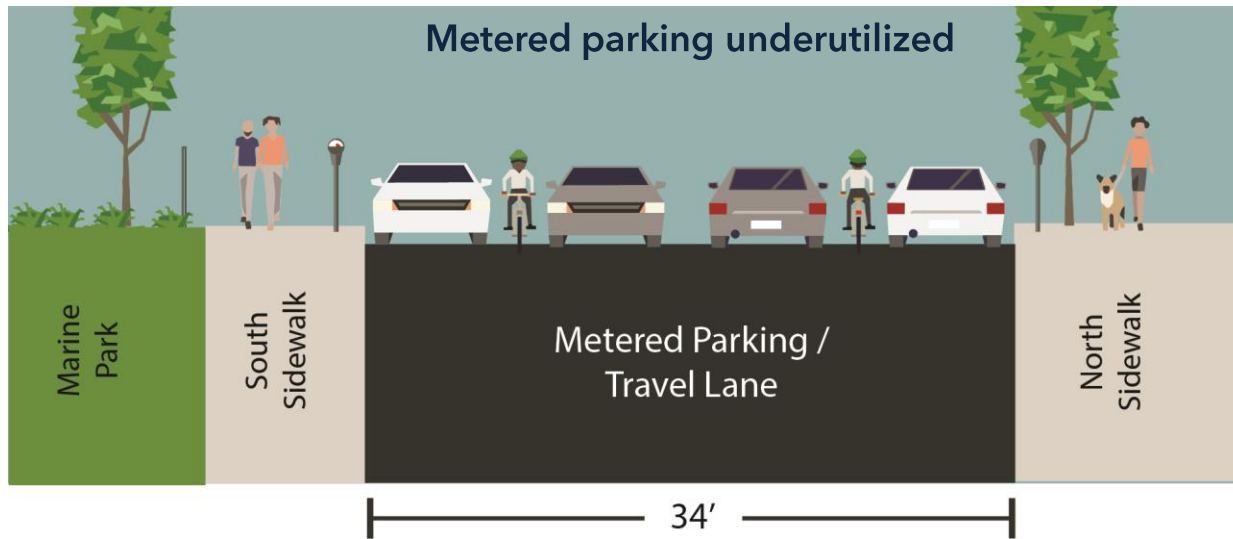 Metered parking underutilized
Marine
Park
South
Sidewalk
Metered Parking /
Travel Lane
North
Sidewalk
34'